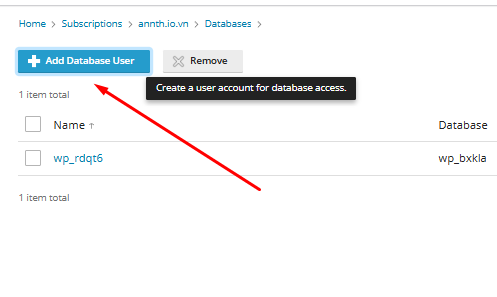 Home > Subscriptions > annth.io.vn > Databases >
Add Database User Remove
Create a user account for database access.
1 item total
Name ↑ Database
wp_rdqt6 wp_bxkla
1 item total